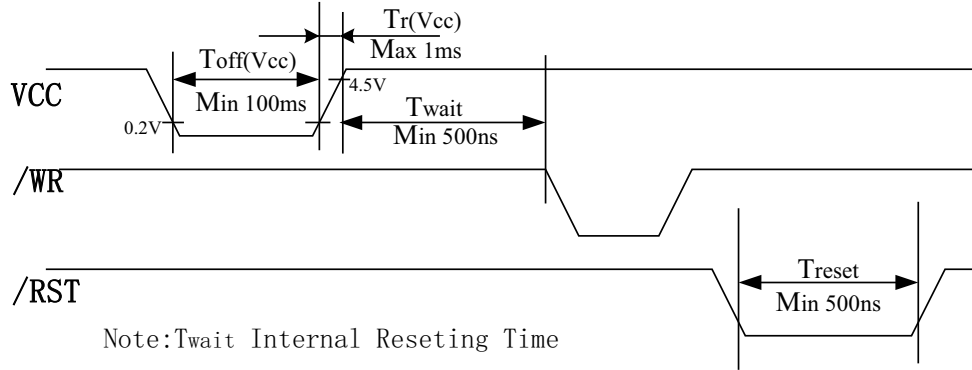 Tr(Vcc)
Max 1ms
Toff(Vcc)
Min 100ms
VCC
4.5V
0.2V
Twait
Min 500ns
/WR
Treset
Min 500ns
/RST
Note:Twait Internal Reseting Time